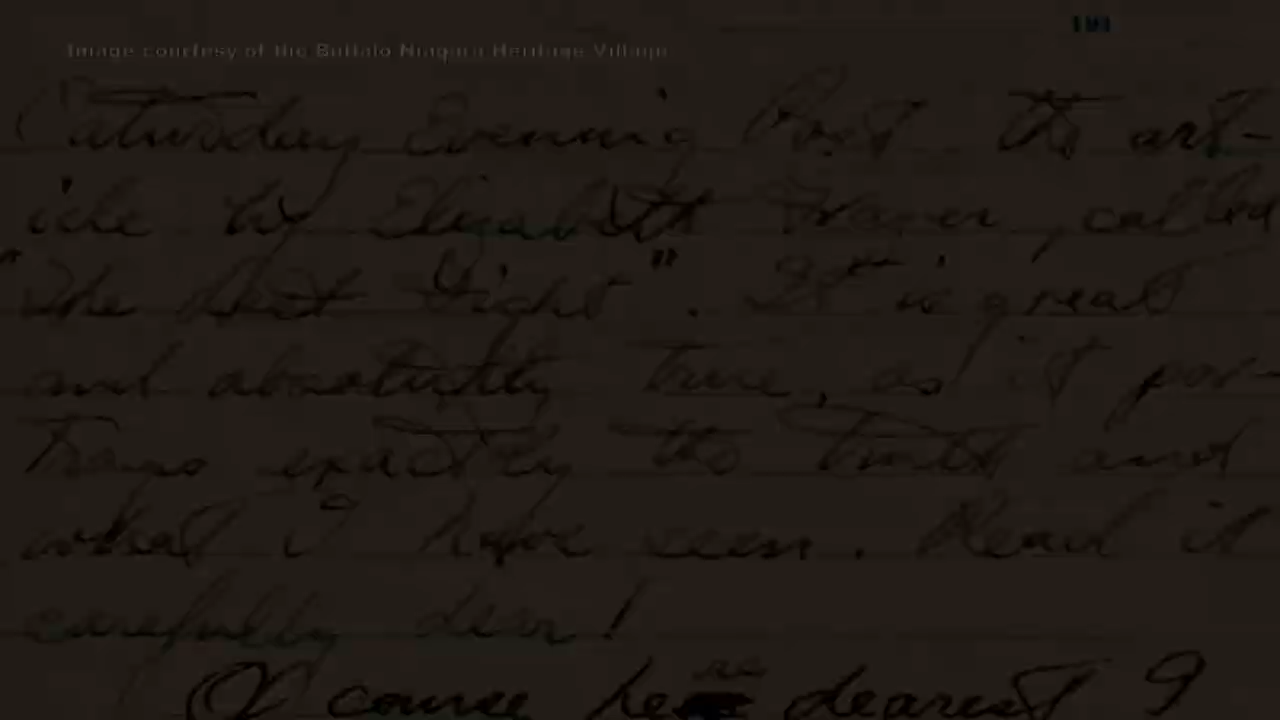 101
Image courtesy of the Buffalo Niagara Heritage Village
Saturday Evening Post the art-
icle by Elizabeth Frazer, called
"The last Fight". It is great
and absolutely true, as it por-
trays exactly the truth and
what I have seen. Read it
carefully dear!
Of course here dearest I